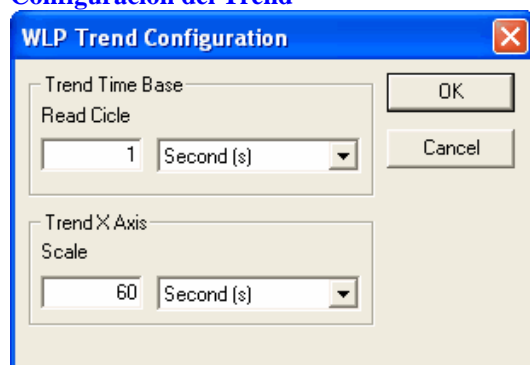 Configuración del Trend
WLP Trend Configuration
Trend Time Base
Read Cicle
1 Second (s)
OK
Cancel
Trend X Axis
Scale
60 Second (s)